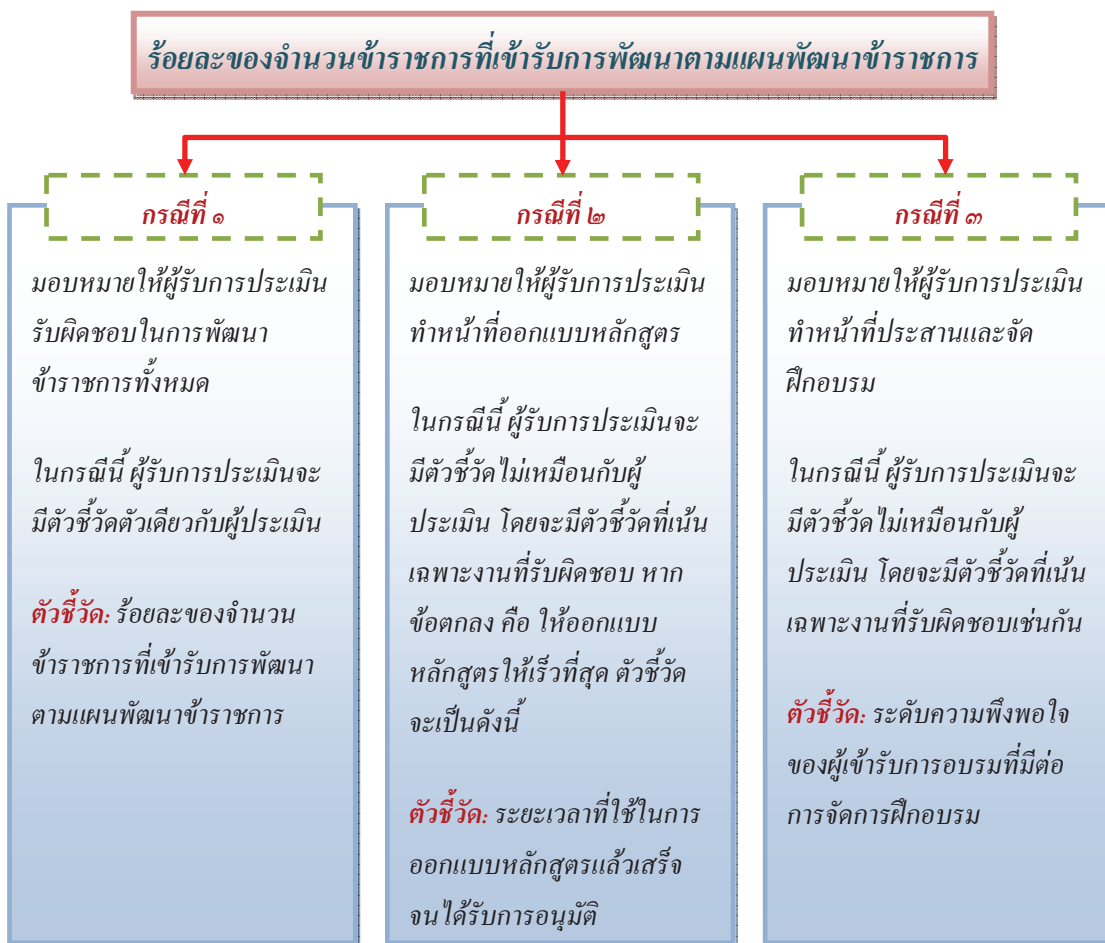 ร้อยละของจำนวนข้าราชการที่เข้ารับการพัฒนาตามแผนพัฒนาข้าราชการ
กรณีที่ ๑
มอบหมายให้ผู้รับการประเมิน
รับผิดชอบในการพัฒนา
ข้าราชการทั้งหมด
ในกรณีนี้ ผู้รับการประเมินจะ
มีตัวชี้วัดตัวเดียวกับผู้ประเมิน
ตัวชี้วัด: ร้อยละของจำนวน
ข้าราชการที่เข้ารับการพัฒนา
ตามแผนพัฒนาข้าราชการ
กรณีที่ ๒
มอบหมายให้ผู้รับการประเมิน
ทำหน้าที่ออกแบบหลักสูตร
ในกรณีนี้ ผู้รับการประเมินจะ
มีตัวชี้วัดไม่เหมือนกับผู้
ประเมิน โดยจะมีตัวชี้วัดที่เน้น
เฉพาะงานที่รับผิดชอบ หาก
ข้อตกลง คือ ให้ออกแบบ
หลักสูตรให้เร็วที่สุด ตัวชี้วัด
จะเป็นดังนี้
ตัวชี้วัด: ระยะเวลาที่ใช้ในการ
ออกแบบหลักสูตรแล้วเสร็จ
จนได้รับการอนุมัติ
กรณีที่ ๓
มอบหมายให้ผู้รับการประเมิน
ทำหน้าที่ประสานและจัด
ฝึกอบรม
ในกรณีนี้ ผู้รับการประเมินจะ
มีตัวชี้วัดไม่เหมือนกับผู้
ประเมิน โดยจะมีตัวชี้วัดที่เน้น
เฉพาะงานที่รับผิดชอบเช่นกัน
ตัวชี้วัด: ระดับความพึงพอใจ
ของผู้เข้ารับการอบรมที่มีต่อ
การจัดการฝึกอบรม